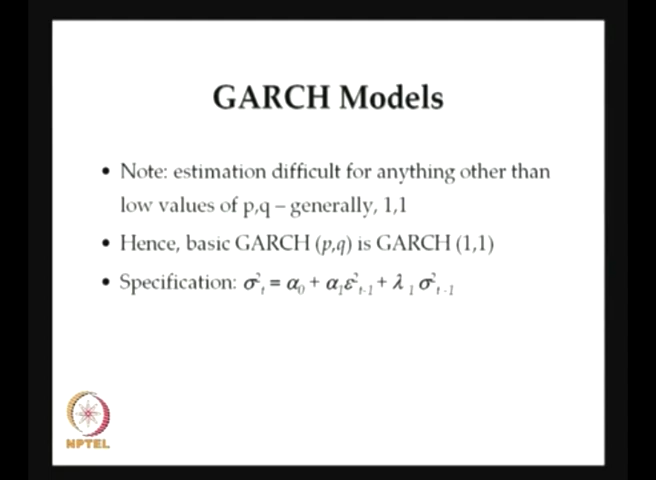 GARCH Models
• Note: estimation difficult for anything other than
low values of p,q – generally, 1,1
• Hence, basic GARCH (p,q) is GARCH (1,1)
• Specification: σ²ₜ = α₀ + α₁ε²ₜ₋₁ + λ₁σ²ₜ₋₁
NPTEL